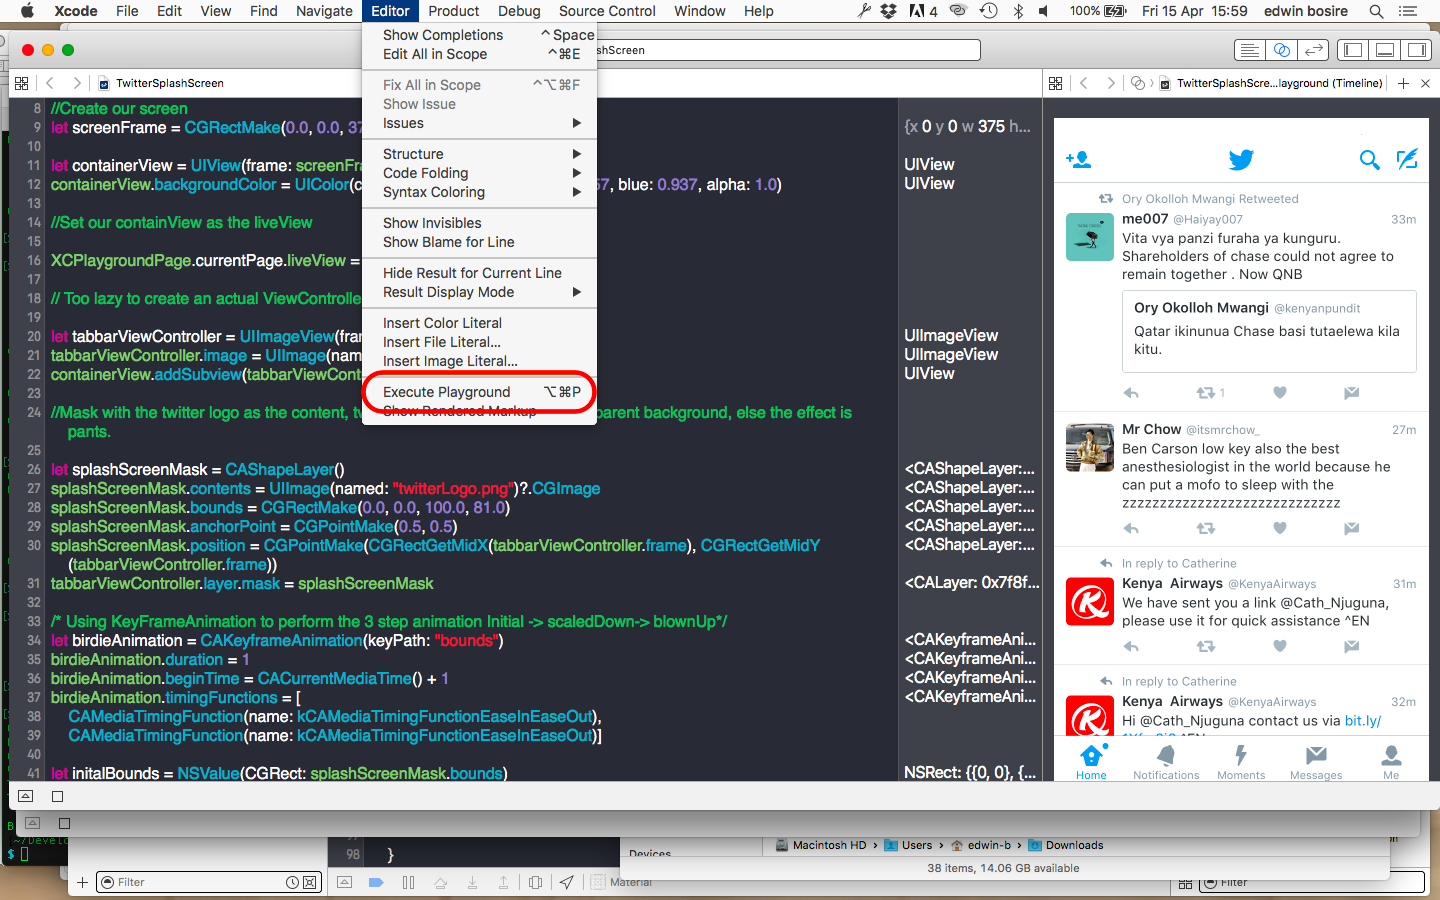 Xcode File Edit View Find Navigate Editor Product Debug Source Control Window Help 4 100% Fri 15 Apr 15:59 edwin bosire
Show Completions ^Space
Edit All in Scope ^⌘E
Fix All in Scope ^⌥⌘F
Show Issue
Issues
Structure
Code Folding
Syntax Coloring
Show Invisibles
Show Blame for Line
Hide Result for Current Line
Result Display Mode
Insert Color Literal
Insert File Literal...
Insert Image Literal...
Execute Playground ⌥⌘P
Show Rendered Markup
TwitterSplashScreen
TwitterSplashScre...layground (Timeline)
8 //Create our screen
9 let screenFrame = CGRectMake(0.0, 0.0, 37
10
11 let containerView = UIView(frame: screenFra
12 containerView.backgroundColor = UIColor(c 57, blue: 0.937, alpha: 1.0)
13
14 //Set our containView as the liveView
15
16 XCPlaygroundPage.currentPage.liveView =
17
18 // Too lazy to create an actual ViewControlle
19
20 let tabbarViewController = UIImageView(fran
21 tabbarViewController.image = UIImage(nam
22 containerView.addSubview(tabbarViewCont
23
24 //Mask with the twitter logo as the content, tw parent background, else the effect is
pants.
25
26 let splashScreenMask = CAShapeLayer()
27 splashScreenMask.contents = UIImage(named: "twitterLogo.png")?.CGImage
28 splashScreenMask.bounds = CGRectMake(0.0, 0.0, 100.0, 81.0)
29 splashScreenMask.anchorPoint = CGPointMake(0.5, 0.5)
30 splashScreenMask.position = CGPointMake(CGRectGetMidX(tabbarViewController.frame), CGRectGetMidY
(tabbarViewController.frame))
31 tabbarViewController.layer.mask = splashScreenMask
32
33 /* Using KeyFrameAnimation to perform the 3 step animation Initial -> scaledDown-> blownUp*/
34 let birdieAnimation = CAKeyframeAnimation(keyPath: "bounds")
35 birdieAnimation.duration = 1
36 birdieAnimation.beginTime = CACurrentMediaTime() + 1
37 birdieAnimation.timingFunctions = [
38 CAMediaTimingFunction(name: kCAMediaTimingFunctionEaseInEaseOut),
39 CAMediaTimingFunction(name: kCAMediaTimingFunctionEaseInEaseOut)]
40
41 let initalBounds = NSValue(CGRect: splashScreenMask.bounds)
{x 0 y 0 w 375 h...
UIView
UIView
UIImageView
UIImageView
UIView
<CAShapeLayer:...
<CAShapeLayer:...
<CAShapeLayer:...
<CAShapeLayer:...
<CAShapeLayer:...
<CALayer: 0x7f8f...
<CAKeyframeAni...
<CAKeyframeAni...
<CAKeyframeAni...
<CAKeyframeAni...
NSRect: {{0, 0}, {...
Ory Okolloh Mwangi Retweeted
me007 @Haiyay007 33m
Vita vya panzi furaha ya kunguru.
Shareholders of chase could not agree to
remain together . Now QNB
Ory Okolloh Mwangi @kenyanpundit
Qatar ikinunua Chase basi tutaelewa kila
kitu.
1
Mr Chow @itsmrchow_ 27m
Ben Carson low key also the best
anesthesiologist in the world because he
can put a mofo to sleep with the
zzzzzzzzzzzzzzzzzzzzzzzzzzzzz
In reply to Catherine
Kenya Airways @KenyaAirways 31m
We have sent you a link @Cath_Njuguna,
please use it for quick assistance ^EN
In reply to Catherine
Kenya Airways @KenyaAirways 32m
Hi @Cath_Njuguna contact us via bit.ly/
Home Notifications Moments Messages Me
98 }
Devices
Macintosh HD › Users › edwin-b › Downloads
38 items, 14.06 GB available
Filter
Material
Filter